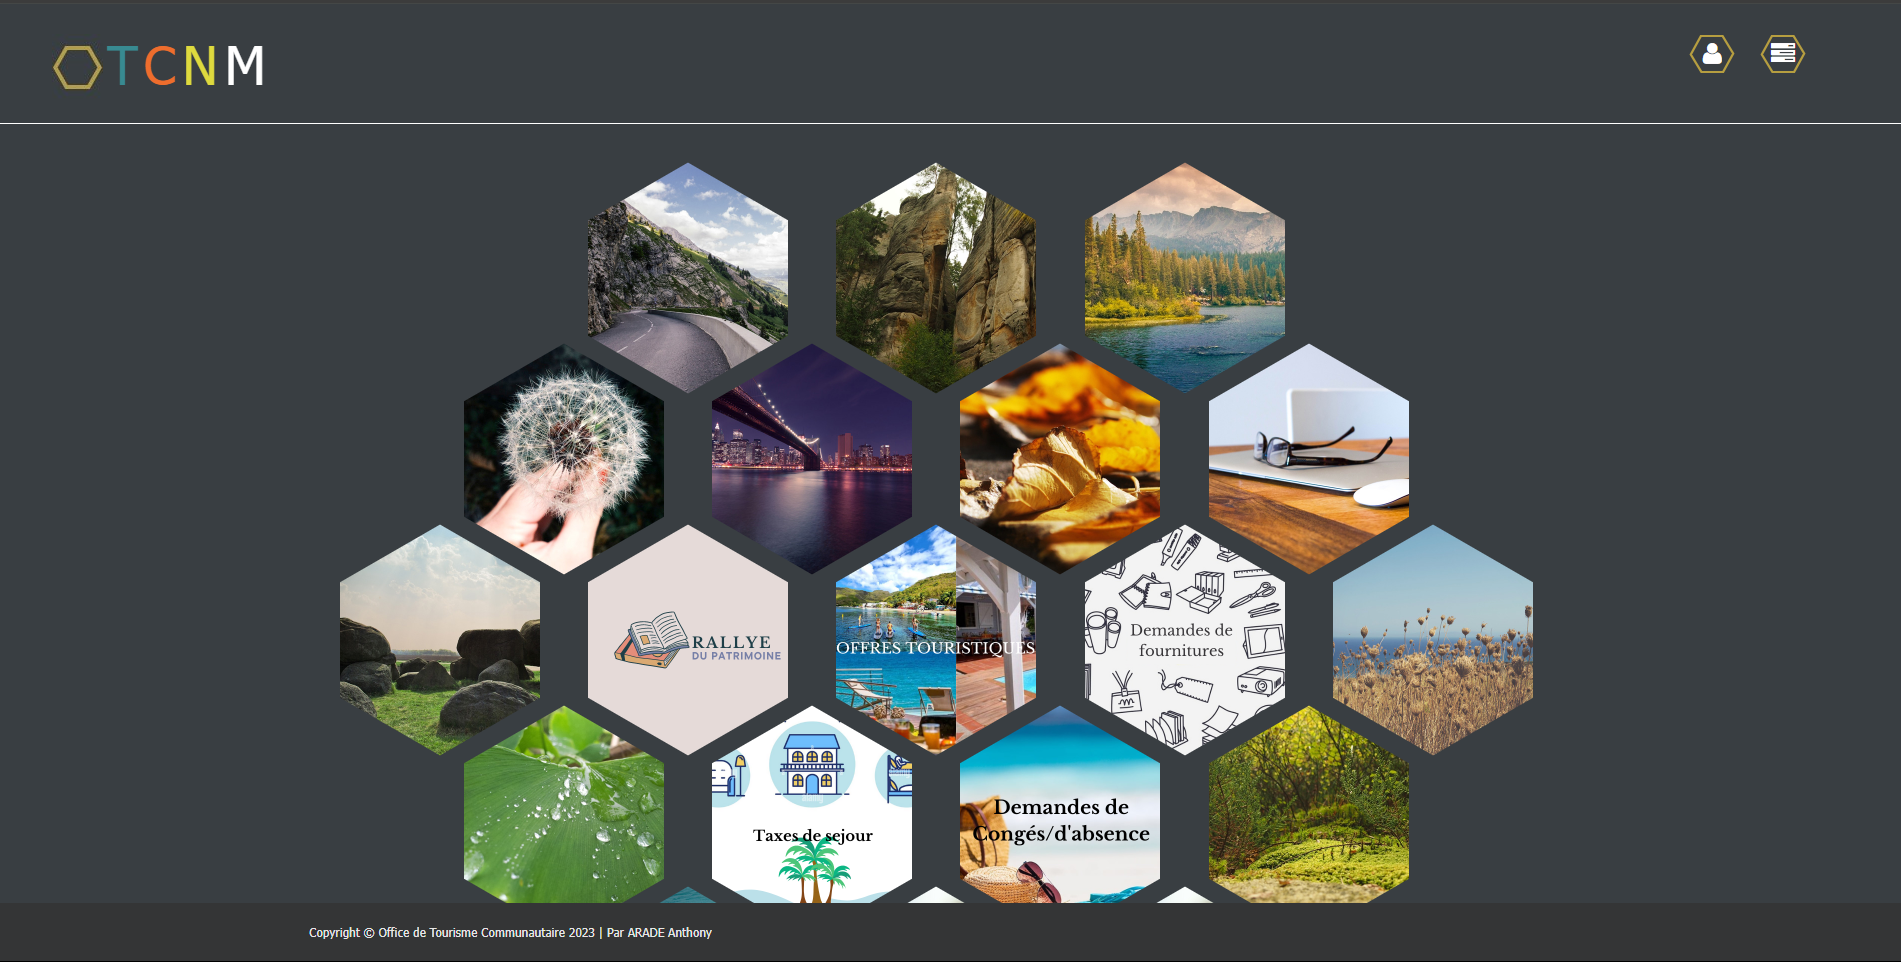 TCNM
RALLYE
DU PATRIMOINE
OFFRES TOURISTIQUES
Demandes de
fournitures
Taxes de sejour
Demandes de
Congés/d'absence
Copyright © Office de Tourisme Communautaire 2023 | Par ARADE Anthony